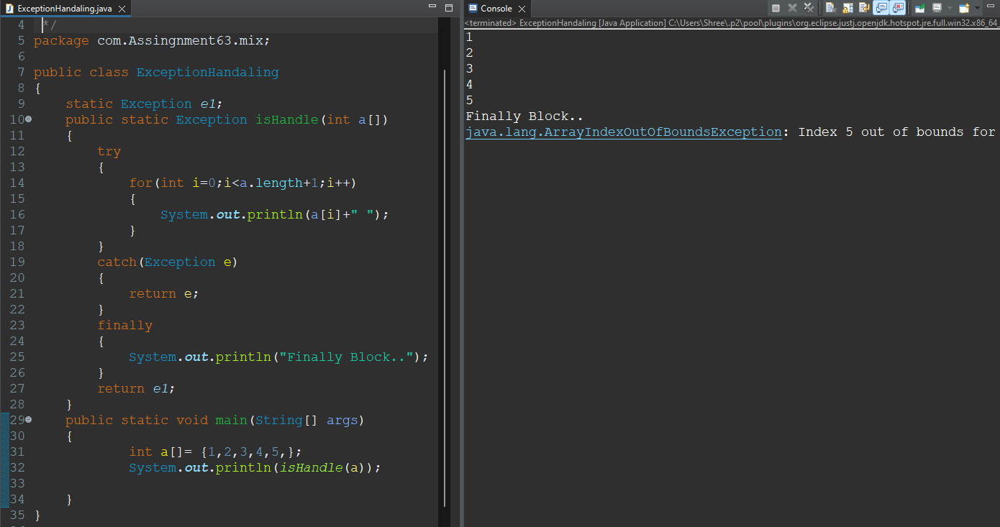 ExceptionHandaling.java
4 */
5 package com.Assingnment63.mix;
6
7 public class ExceptionHandaling
8 {
9 static Exception e1;
10 public static Exception isHandle(int a[])
11 {
12 try
13 {
14 for(int i=0;i<a.length+1;i++)
15 {
16 System.out.println(a[i]+" ");
17 }
18 }
19 catch(Exception e)
20 {
21 return e;
22 }
23 finally
24 {
25 System.out.println("Finally Block..");
26 }
27 return e1;
28 }
29 public static void main(String[] args)
30 {
31 int a[]= {1,2,3,4,5,};
32 System.out.println(isHandle(a));
33
34 }
35 }
Console
<terminated> ExceptionHandaling [Java Application] C:\Users\Shree\.p2\pool\plugins\org.eclipse.justj.openjdk.hotspot.jre.full.win32.x86_64_
1
2
3
4
5
Finally Block..
java.lang.ArrayIndexOutOfBoundsException: Index 5 out of bounds for